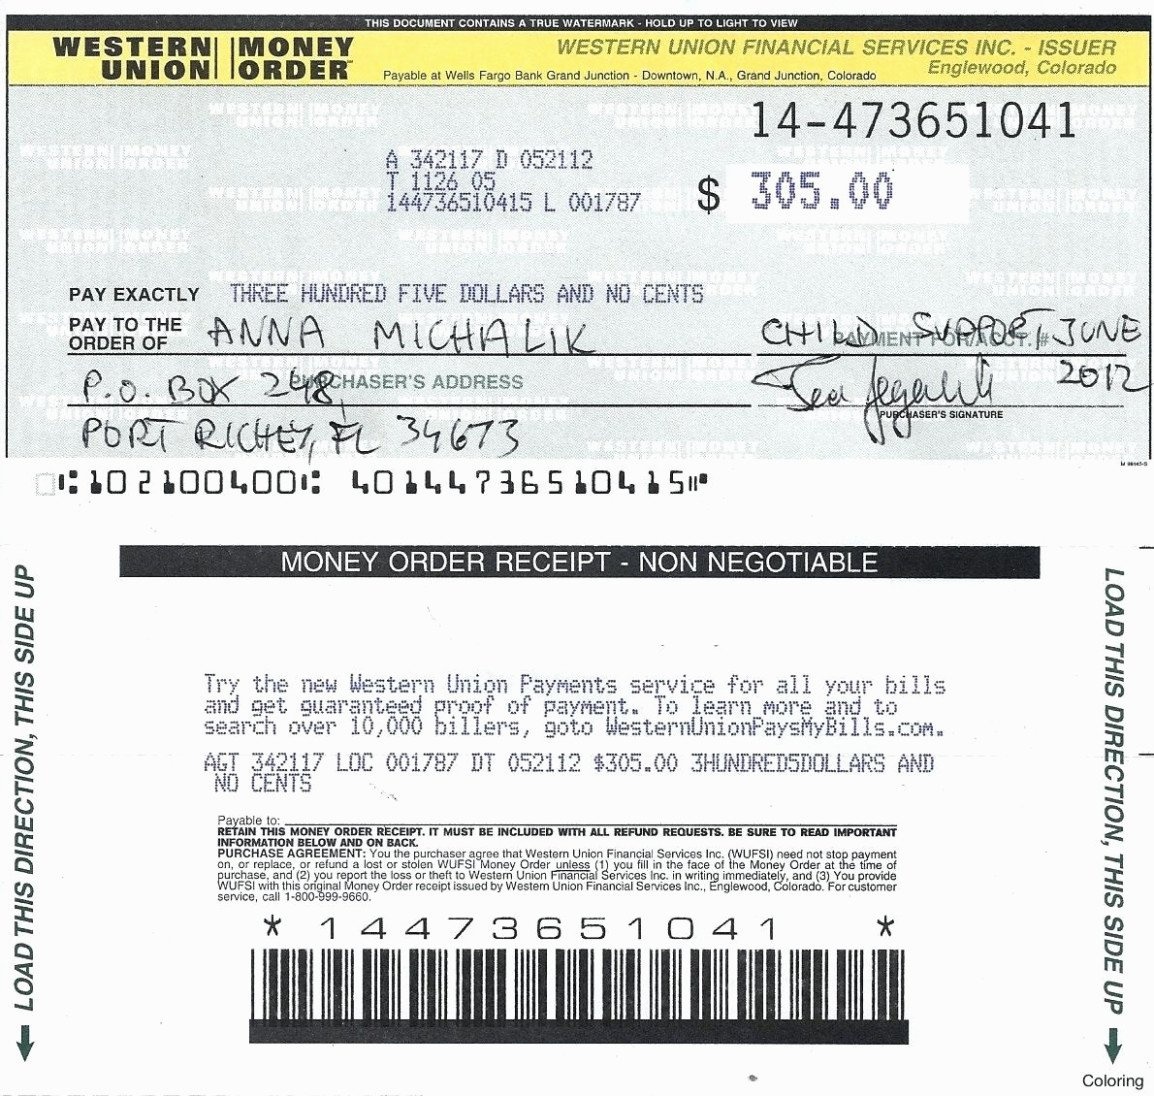 THIS DOCUMENT CONTAINS A TRUE WATERMARK - HOLD UP TO LIGHT TO VIEW
WESTERN UNION MONEY ORDER
WESTERN UNION FINANCIAL SERVICES INC. - ISSUER
Payable at Wells Fargo Bank Grand Junction - Downtown, N.A., Grand Junction, Colorado
Englewood, Colorado
14-473651041
A 342117 D 052112
T 1126 05
144736510415 L 001787
$ 305.00
PAY EXACTLY THREE HUNDRED FIVE DOLLARS AND NO CENTS
PAY TO THE ORDER OF ANNA MICHALIK
CHILD SUPPORT JUNE
PAYMENT FOR/ACCT. #
2012
P.O. BOX 248,
PURCHASER'S ADDRESS
PURCHASER'S SIGNATURE
PORT RICHEY, FL 34673
102100400 40144736510415
MONEY ORDER RECEIPT - NON NEGOTIABLE
LOAD THIS DIRECTION, THIS SIDE UP
LOAD THIS DIRECTION, THIS SIDE UP
Try the new Western Union Payments service for all your bills
and get guaranteed proof of payment. To learn more and to
search over 10,000 billers, goto WesternUnionPaysMyBills.com.
AGT 342117 LOC 001787 DT 052112 $305.00 3HUNDRED5DOLLARS AND
NO CENTS
Payable to:
RETAIN THIS MONEY ORDER RECEIPT. IT MUST BE INCLUDED WITH ALL REFUND REQUESTS. BE SURE TO READ IMPORTANT
INFORMATION BELOW AND ON BACK.
PURCHASE AGREEMENT: You the purchaser agree that Western Union Financial Services Inc. (WUFSI) need not stop payment
on, or replace, or refund a lost or stolen WUFSI Money Order unless (1) you fill in the face of the Money Order at the time of
purchase, and (2) you report the loss or theft to Western Union Financial Services Inc. in writing immediately, and (3) You provide
WUFSI with this original Money Order receipt issued by Western Union Financial Services Inc., Englewood, Colorado. For customer
service, call 1-800-999-9660.
* 14473651041 *
Coloring